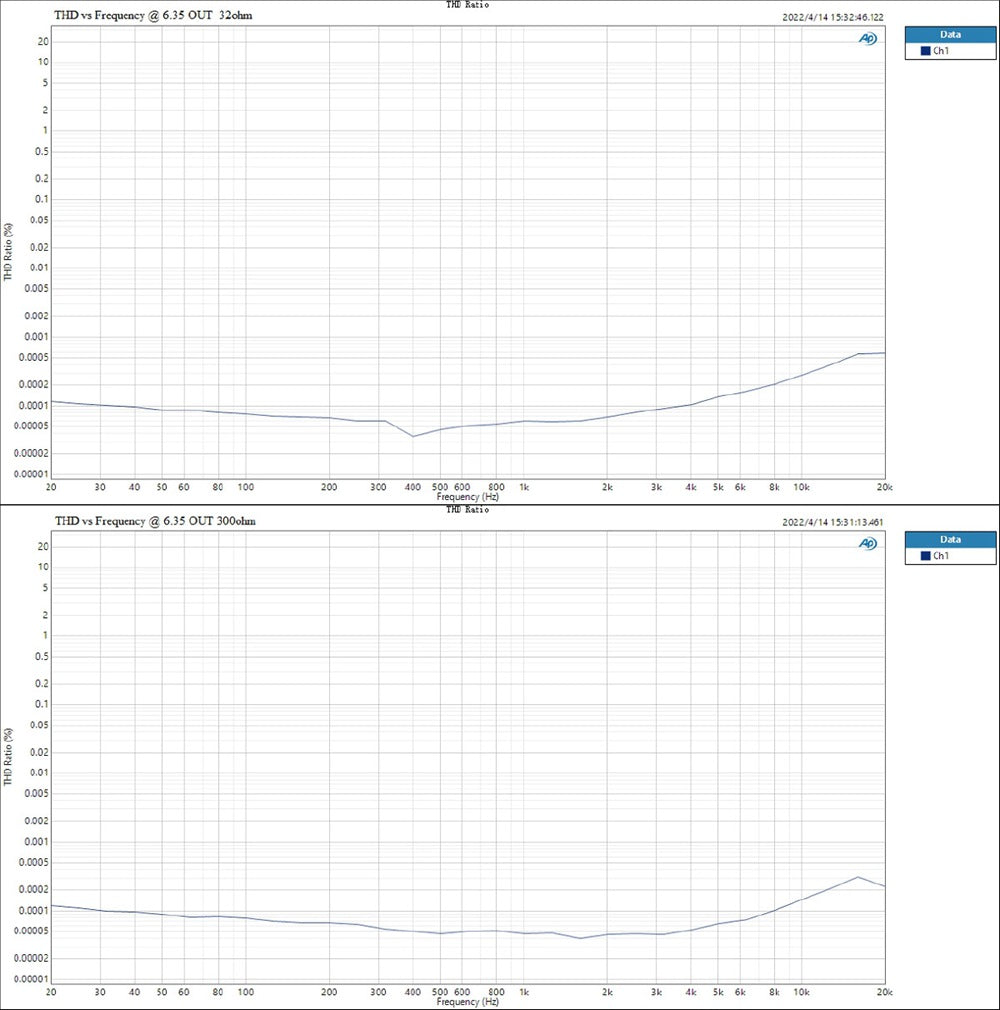 THD Ratio
THD vs Frequency @ 6.35 OUT 32ohm
2022/4/14 15:32:46.122
AP
Data
Ch1
THD Ratio (%)
20
10
5
2
1
0.5
0.2
0.1
0.05
0.02
0.01
0.005
0.002
0.001
0.0005
0.0002
0.0001
0.00005
0.00002
0.00001
20 30 40 50 60 80 100 200 300 400 500 600 800 1k 2k 3k 4k 5k 6k 8k 10k 20k
Frequency (Hz)
THD Ratio
THD vs Frequency @ 6.35 OUT 300ohm
2022/4/14 15:31:13.461
AP
Data
Ch1
THD Ratio (%)
20
10
5
2
1
0.5
0.2
0.1
0.05
0.02
0.01
0.005
0.002
0.001
0.0005
0.0002
0.0001
0.00005
0.00002
0.00001
20 30 40 50 60 80 100 200 300 400 500 600 800 1k 2k 3k 4k 5k 6k 8k 10k 20k
Frequency (Hz)